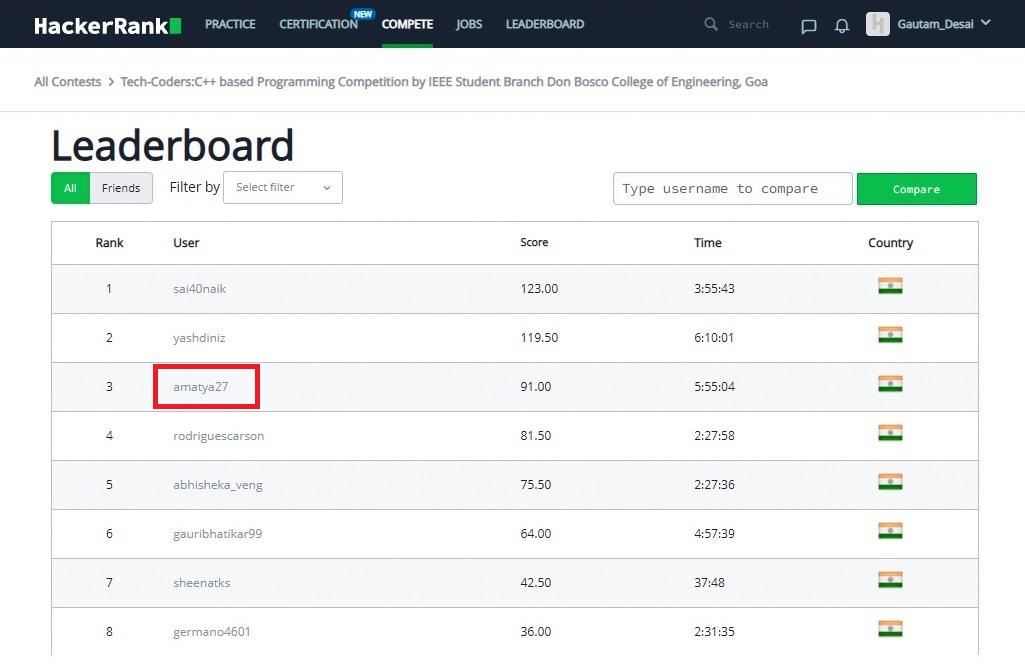 HackerRank PRACTICE CERTIFICATION NEW COMPETE JOBS LEADERBOARD Search H Gautam_Desai
All Contests > Tech-Coders:C++ based Programming Competition by IEEE Student Branch Don Bosco College of Engineering, Goa
Leaderboard
All Friends Filter by Select filter Type username to compare Compare
Rank User Score Time Country
1 sai40naik 123.00 3:55:43
2 yashdiniz 119.50 6:10:01
3 amatya27 91.00 5:55:04
4 rodriguescarson 81.50 2:27:58
5 abhisheka_veng 75.50 2:27:36
6 gauribhatikar99 64.00 4:57:39
7 sheenatks 42.50 37:48
8 germano4601 36.00 2:31:35